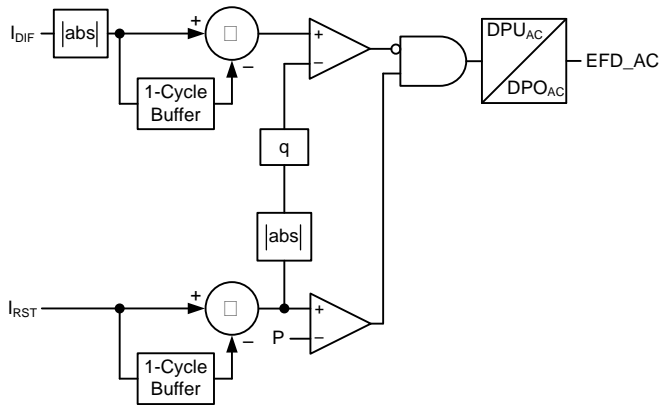 I_DIF
|abs|
+
−
1-Cycle
Buffer
+
−
DPU_AC
DPO_AC
EFD_AC
q
|abs|
I_RST
+
−
1-Cycle
Buffer
P
+
−